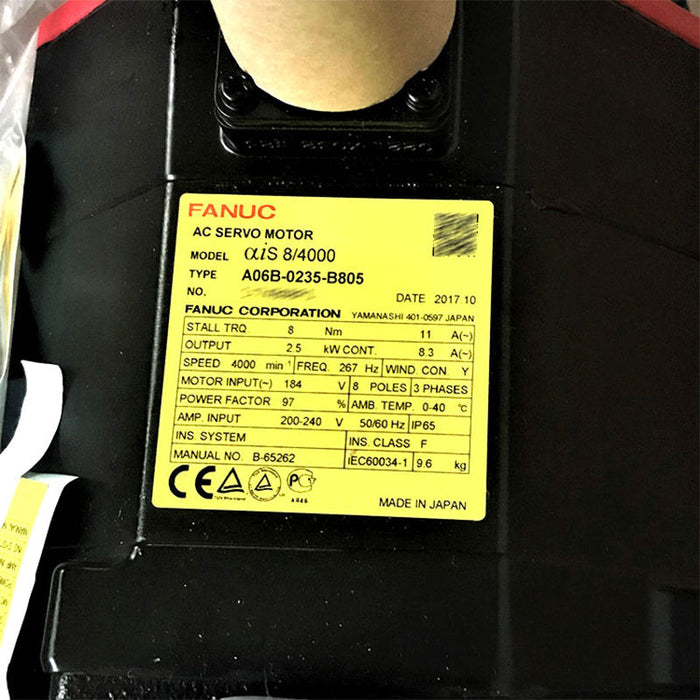 FANUC
AC SERVO MOTOR
MODEL αiS 8/4000
TYPE A06B-0235-B805
NO.
DATE 2017.10
FANUC CORPORATION YAMANASHI 401-0597 JAPAN
STALL TRQ. 8 Nm 11 A(~)
OUTPUT 2.5 kW CONT. 8.3 A(~)
SPEED 4000 min⁻¹ FREQ. 267 Hz WIND. CON. Y
MOTOR INPUT(~) 184 V 8 POLES 3 PHASES
POWER FACTOR 97 % AMB. TEMP. 0-40 ℃
AMP. INPUT 200-240 V 50/60 Hz IP65
INS. SYSTEM INS. CLASS F
MANUAL NO. B-65262 IEC60034-1 9.6 kg
CE
MADE IN JAPAN